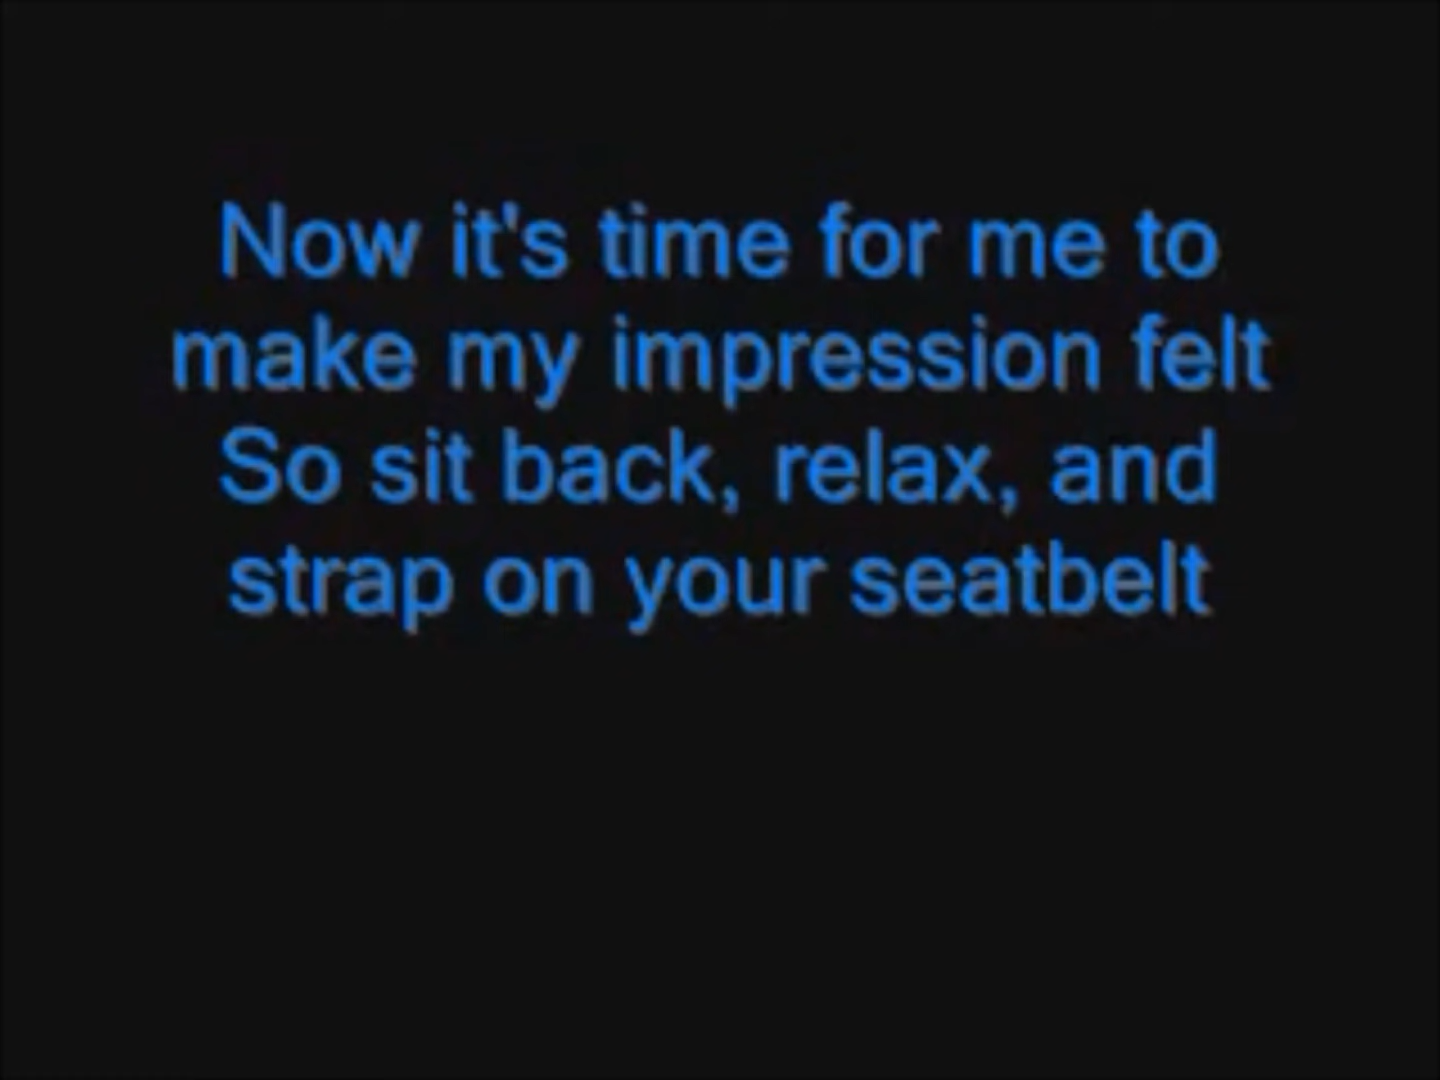 Now it's time for me to
make my impression felt
So sit back, relax, and
strap on your seatbelt